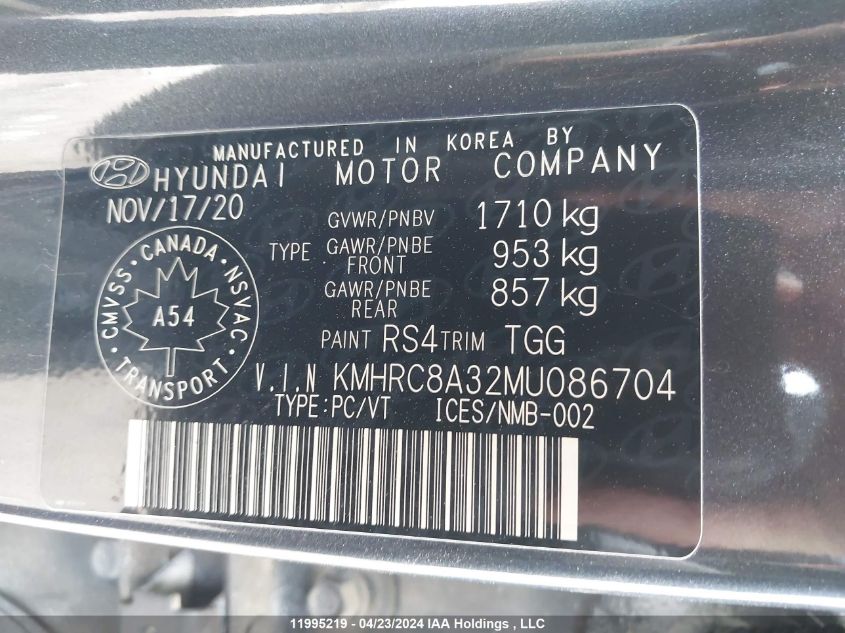 MANUFACTURED IN KOREA BY
HYUNDAI MOTOR COMPANY
NOV/17/20
GVWR/PNBV 1710 kg
TYPE GAWR/PNBE FRONT 953 kg
GAWR/PNBE REAR 857 kg
CMVSS · CANADA · NSVAC
A54
TRANSPORT
PAINT RS4 TRIM TGG
V.I.N KMHRC8A32MU086704
TYPE:PC/VT ICES/NMB-002
11995219 - 04/23/2024 IAA Holdings , LLC